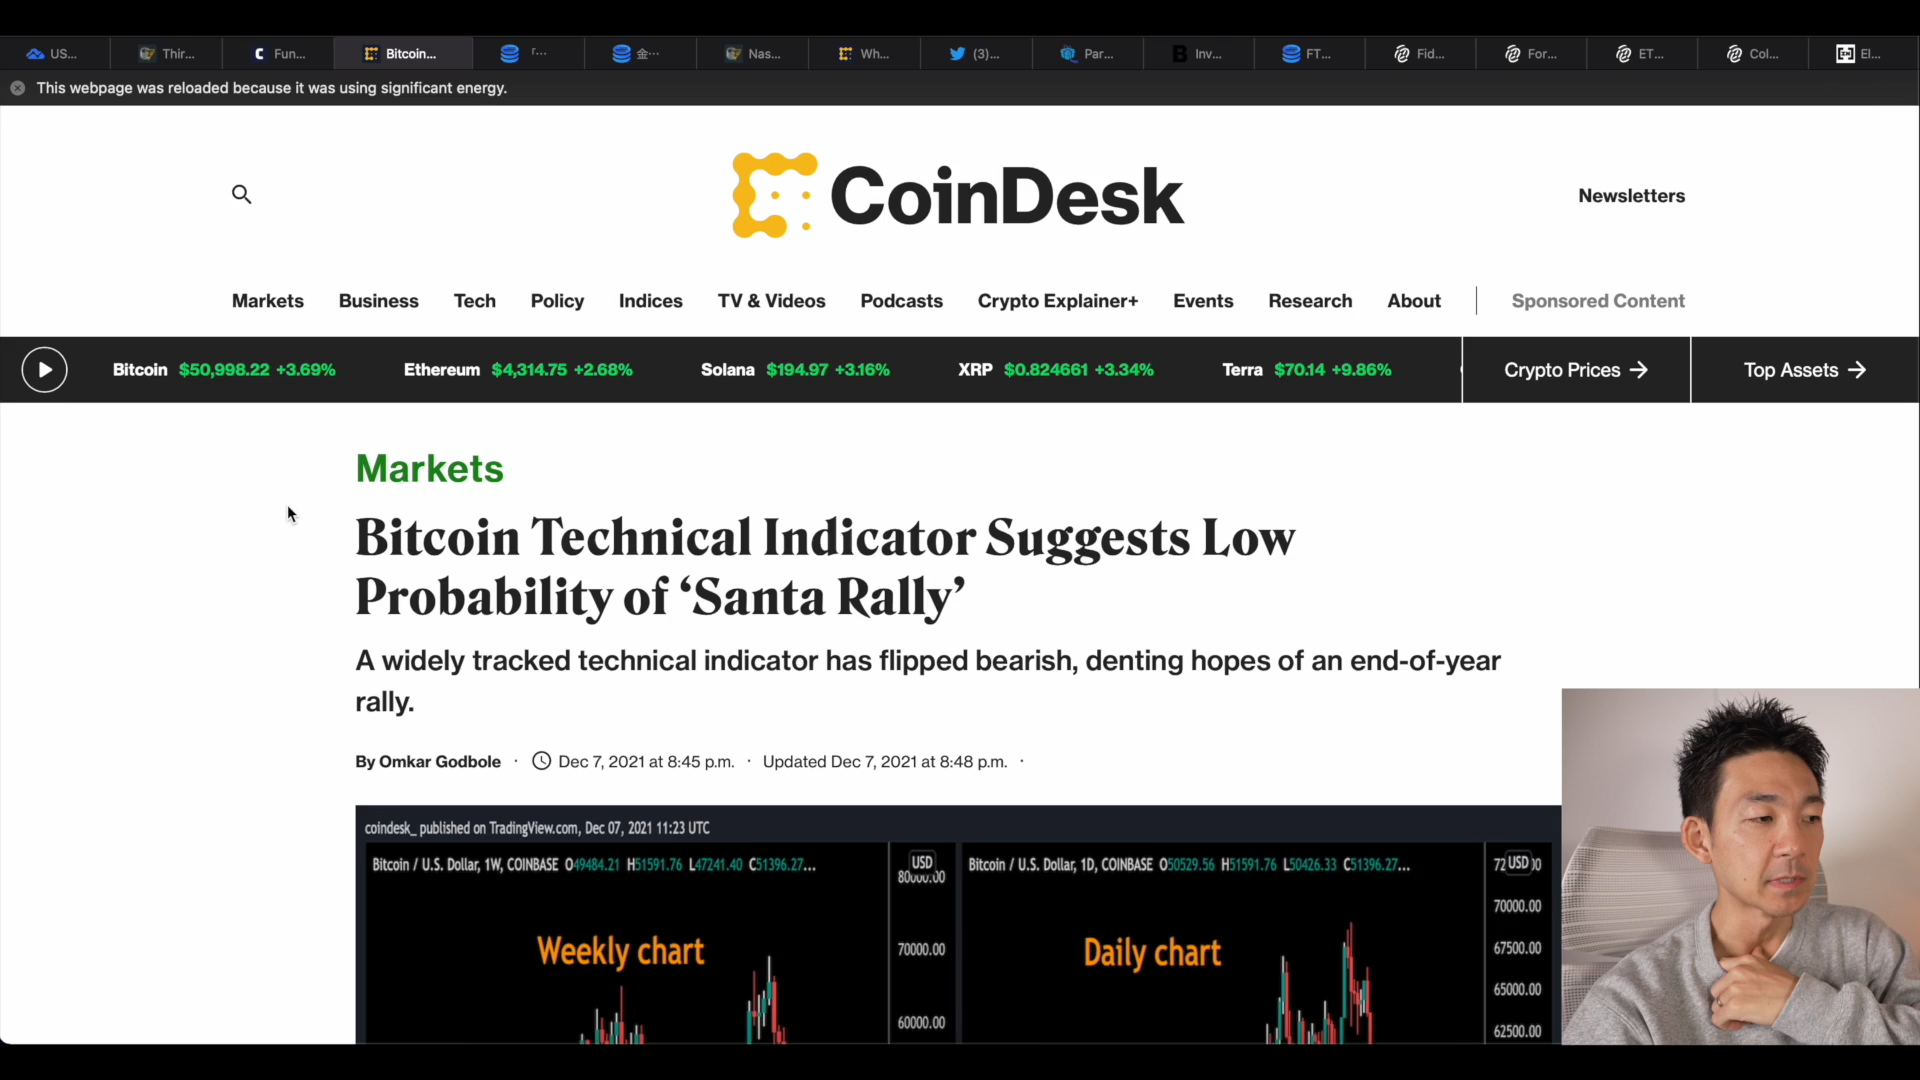 US...
Thir...
Fun...
Bitcoin...
「...
金...
Nas...
Wh...
(3)...
Par...
Inv...
FT...
Fid...
For...
ET...
Col...
El...
This webpage was reloaded because it was using significant energy.
CoinDesk
Newsletters
Markets Business Tech Policy Indices TV & Videos Podcasts Crypto Explainer+ Events Research About Sponsored Content
Bitcoin $50,998.22 +3.69% Ethereum $4,314.75 +2.68% Solana $194.97 +3.16% XRP $0.824661 +3.34% Terra $70.14 +9.86% Crypto Prices → Top Assets →
Markets
Bitcoin Technical Indicator Suggests Low
Probability of ‘Santa Rally’
A widely tracked technical indicator has flipped bearish, denting hopes of an end-of-year
rally.
By Omkar Godbole · Dec 7, 2021 at 8:45 p.m. · Updated Dec 7, 2021 at 8:48 p.m. ·
coindesk_ published on TradingView.com, Dec 07, 2021 11:23 UTC
Bitcoin / U.S. Dollar, 1W, COINBASE O49484.21 H51591.76 L47241.40 C51396.27...
USD
80000.00
Weekly chart
70000.00
60000.00
Bitcoin / U.S. Dollar, 1D, COINBASE O50529.56 H51591.76 L50426.33 C51396.27...
USD
70000.00
Daily chart
67500.00
65000.00
62500.00